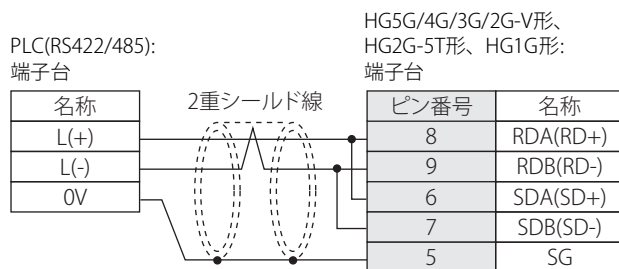 PLC(RS422/485):
端子台
HG5G/4G/3G/2G-V形、
HG2G-5T形、HG1G形:
端子台
名称
2重シールド線
ピン番号 名称
L(+)
8 RDA(RD+)
L(-)
9 RDB(RD-)
0V
6 SDA(SD+)
7 SDB(SD-)
5 SG